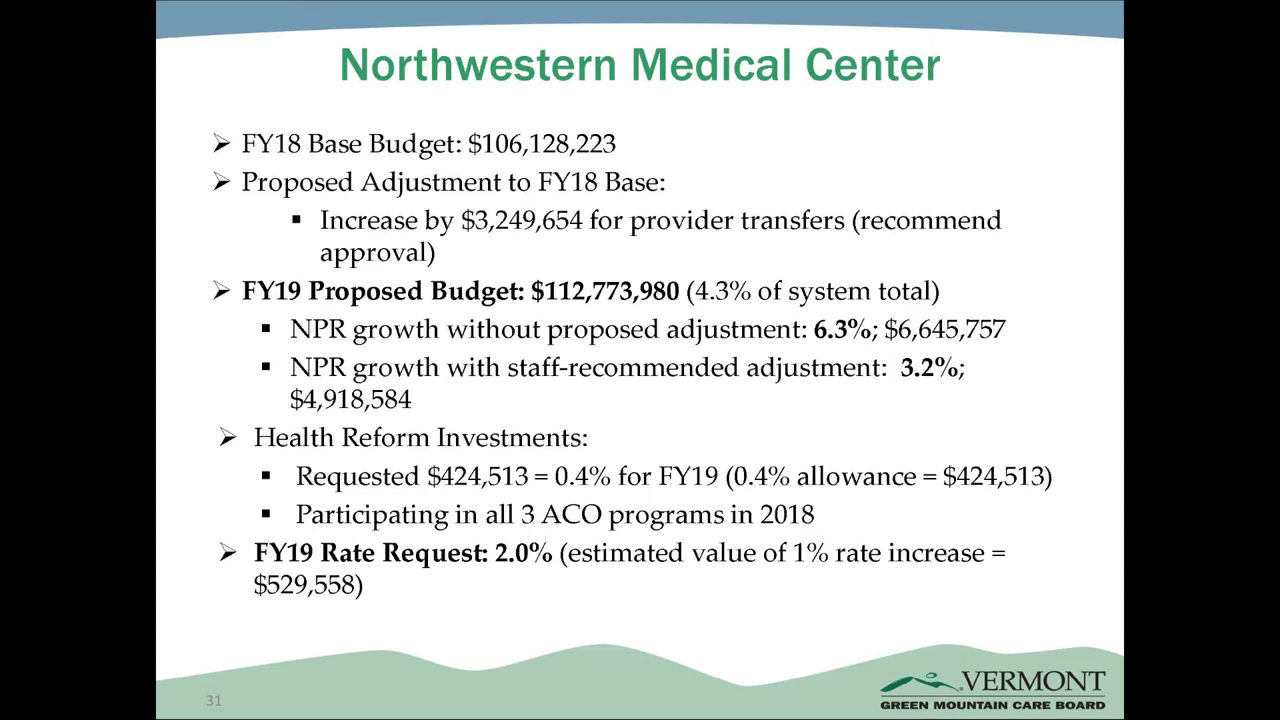 Northwestern Medical Center
➢ FY18 Base Budget: $106,128,223
➢ Proposed Adjustment to FY18 Base:
▪ Increase by $3,249,654 for provider transfers (recommend
approval)
➢ FY19 Proposed Budget: $112,773,980 (4.3% of system total)
▪ NPR growth without proposed adjustment: 6.3%; $6,645,757
▪ NPR growth with staff-recommended adjustment: 3.2%;
$4,918,584
➢ Health Reform Investments:
▪ Requested $424,513 = 0.4% for FY19 (0.4% allowance = $424,513)
▪ Participating in all 3 ACO programs in 2018
➢ FY19 Rate Request: 2.0% (estimated value of 1% rate increase =
$529,558)
31
VERMONT
GREEN MOUNTAIN CARE BOARD